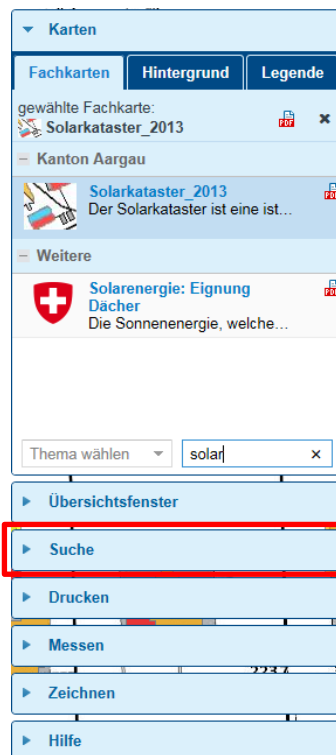 Karten
Fachkarten Hintergrund Legende
gewählte Fachkarte:
Solarkataster_2013
Kanton Aargau
Solarkataster_2013
Der Solarkataster ist eine ist...
Weitere
Solarenergie: Eignung
Dächer
Die Sonnenenergie, welche...
Thema wählen solar
Übersichtsfenster
Suche
Drucken
Messen
Zeichnen
Hilfe